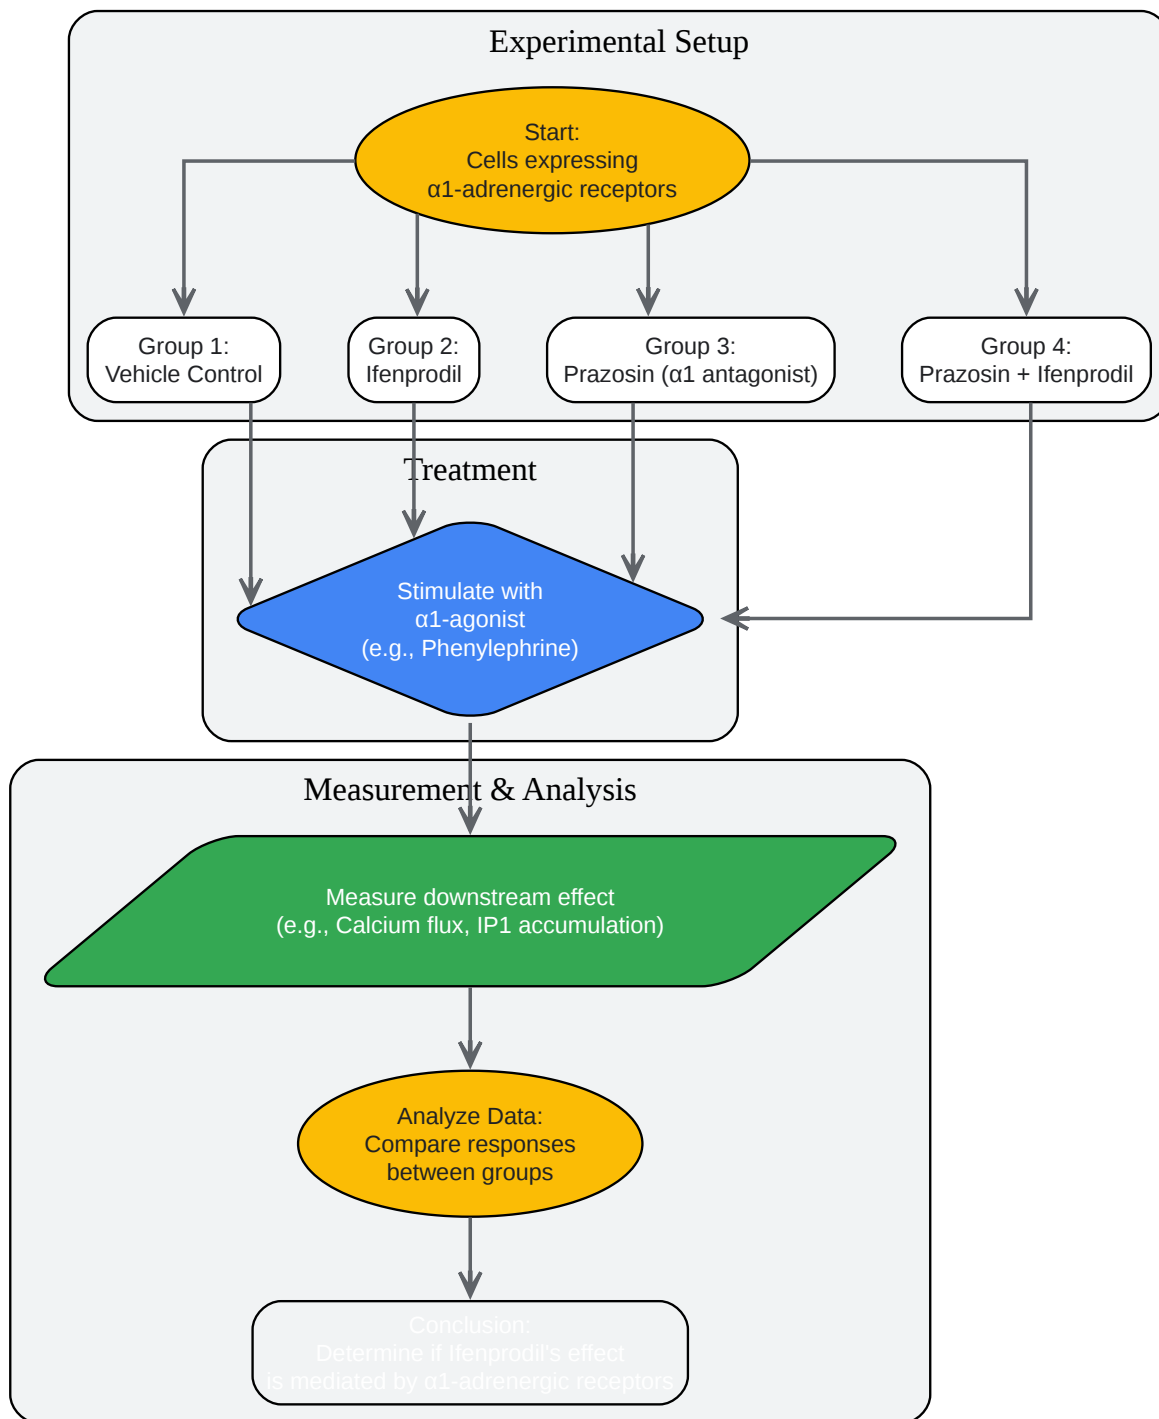 Experimental Setup
Start:
Cells expressing
α1-adrenergic receptors
Group 1:
Vehicle Control
Group 2:
Ifenprodil
Group 3:
Prazosin (α1 antagonist)
Group 4:
Prazosin + Ifenprodil
Treatment
Stimulate with
α1-agonist
(e.g., Phenylephrine)
Measurement & Analysis
Measure downstream effect
(e.g., Calcium flux, IP1 accumulation)
Analyze Data:
Compare responses
between groups
Conclusion:
Determine if Ifenprodil's effect
is mediated by α1-adrenergic receptors